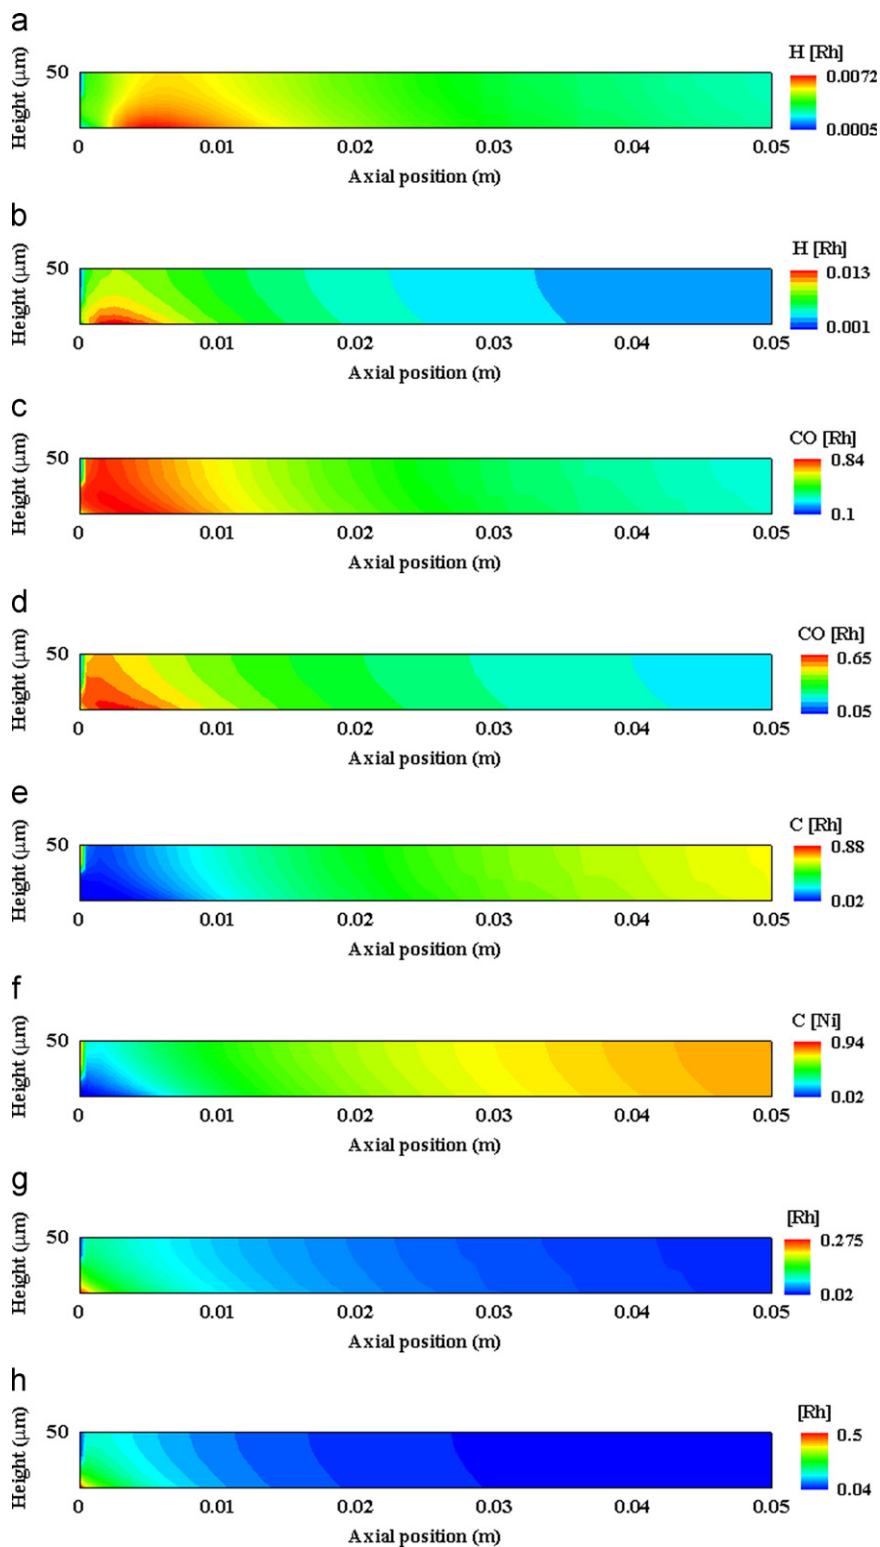 a
H [Rh]
50
0.0072
0.0005
Height (μm)
0 0.01 0.02 0.03 0.04 0.05
Axial position (m)
b
H [Rh]
50
0.013
0.001
Height (μm)
0 0.01 0.02 0.03 0.04 0.05
Axial position (m)
c
CO [Rh]
50
0.84
0.1
Height (μm)
0 0.01 0.02 0.03 0.04 0.05
Axial position (m)
d
CO [Rh]
50
0.65
0.05
Height (μm)
0 0.01 0.02 0.03 0.04 0.05
Axial position (m)
e
C [Rh]
50
0.88
0.02
Height (μm)
0 0.01 0.02 0.03 0.04 0.05
Axial position (m)
f
C [Ni]
50
0.94
0.02
Height (μm)
0 0.01 0.02 0.03 0.04 0.05
Axial position (m)
g
[Rh]
50
0.275
0.02
Height (μm)
0 0.01 0.02 0.03 0.04 0.05
Axial position (m)
h
[Rh]
50
0.5
0.04
Height (μm)
0 0.01 0.02 0.03 0.04 0.05
Axial position (m)